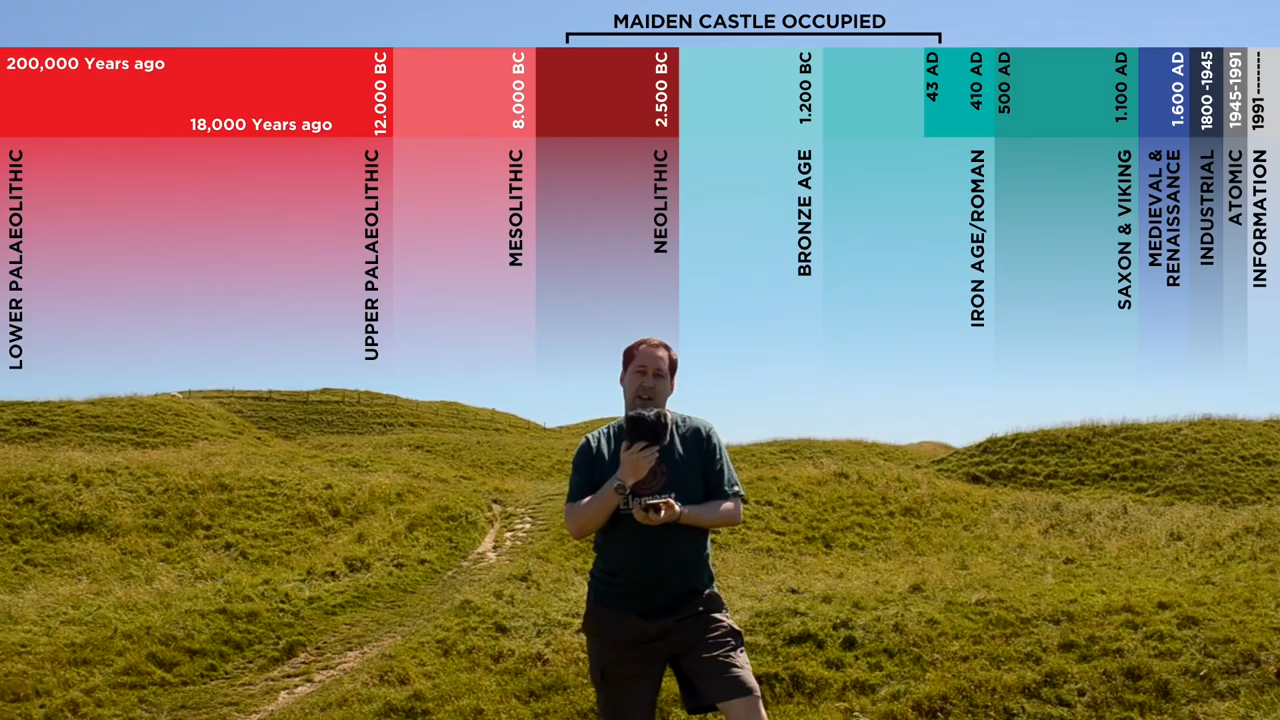 MAIDEN CASTLE OCCUPIED
200,000 Years ago
18,000 Years ago
12.000 BC
8.000 BC
2.500 BC
1.200 BC
43 AD
410 AD
500 AD
1.100 AD
1.600 AD
1800 -1945
1945-1991
1991 -------
LOWER PALAEOLITHIC
UPPER PALAEOLITHIC
MESOLITHIC
NEOLITHIC
BRONZE AGE
IRON AGE/ROMAN
SAXON & VIKING
MEDIEVAL &
RENAISSANCE
INDUSTRIAL
ATOMIC
INFORMATION
Element